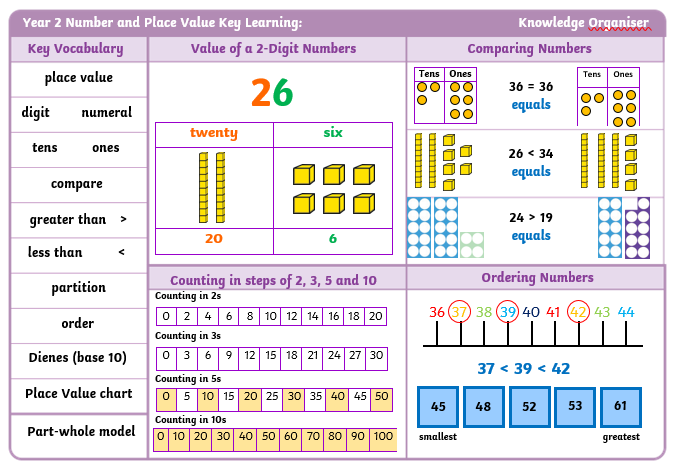 Year 2 Number and Place Value Key Learning:
Knowledge Organiser
Key Vocabulary
place value
digit numeral
tens ones
compare
greater than >
less than <
partition
order
Dienes (base 10)
Place Value chart
Part-whole model
Value of a 2-Digit Numbers
26
twenty six
20 6
Comparing Numbers
Tens Ones
36 = 36
equals
Tens Ones
26 < 34
equals
24 > 19
equals
Counting in steps of 2, 3, 5 and 10
Counting in 2s
0 2 4 6 8 10 12 14 16 18 20
Counting in 3s
0 3 6 9 12 15 18 21 24 27 30
Counting in 5s
0 5 10 15 20 25 30 35 40 45 50
Counting in 10s
0 10 20 30 40 50 60 70 80 90 100
Ordering Numbers
36 37 38 39 40 41 42 43 44
37 < 39 < 42
45 48 52 53 61
smallest greatest